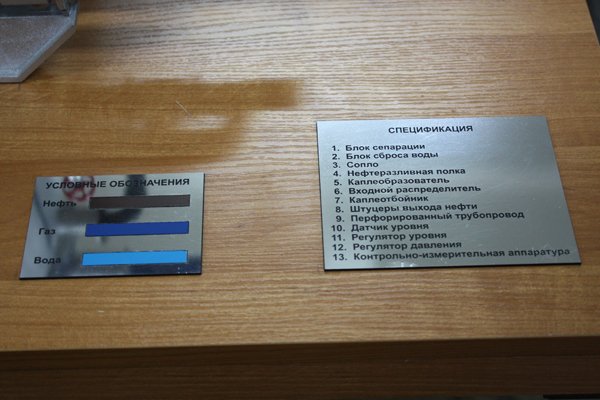 УСЛОВНЫЕ ОБОЗНАЧЕНИЯ
Нефть
Газ
Вода
СПЕЦИФИКАЦИЯ
1. Блок сепарации
2. Блок сброса воды
3. Сопло
4. Нефтеразливная полка
5. Каплеобразователь
6. Входной распределитель
7. Каплеотбойник
8. Штуцеры выхода нефти
9. Перфорированный трубопровод
10. Датчик уровня
11. Регулятор уровня
12. Регулятор давления
13. Контрольно-измерительная аппаратура